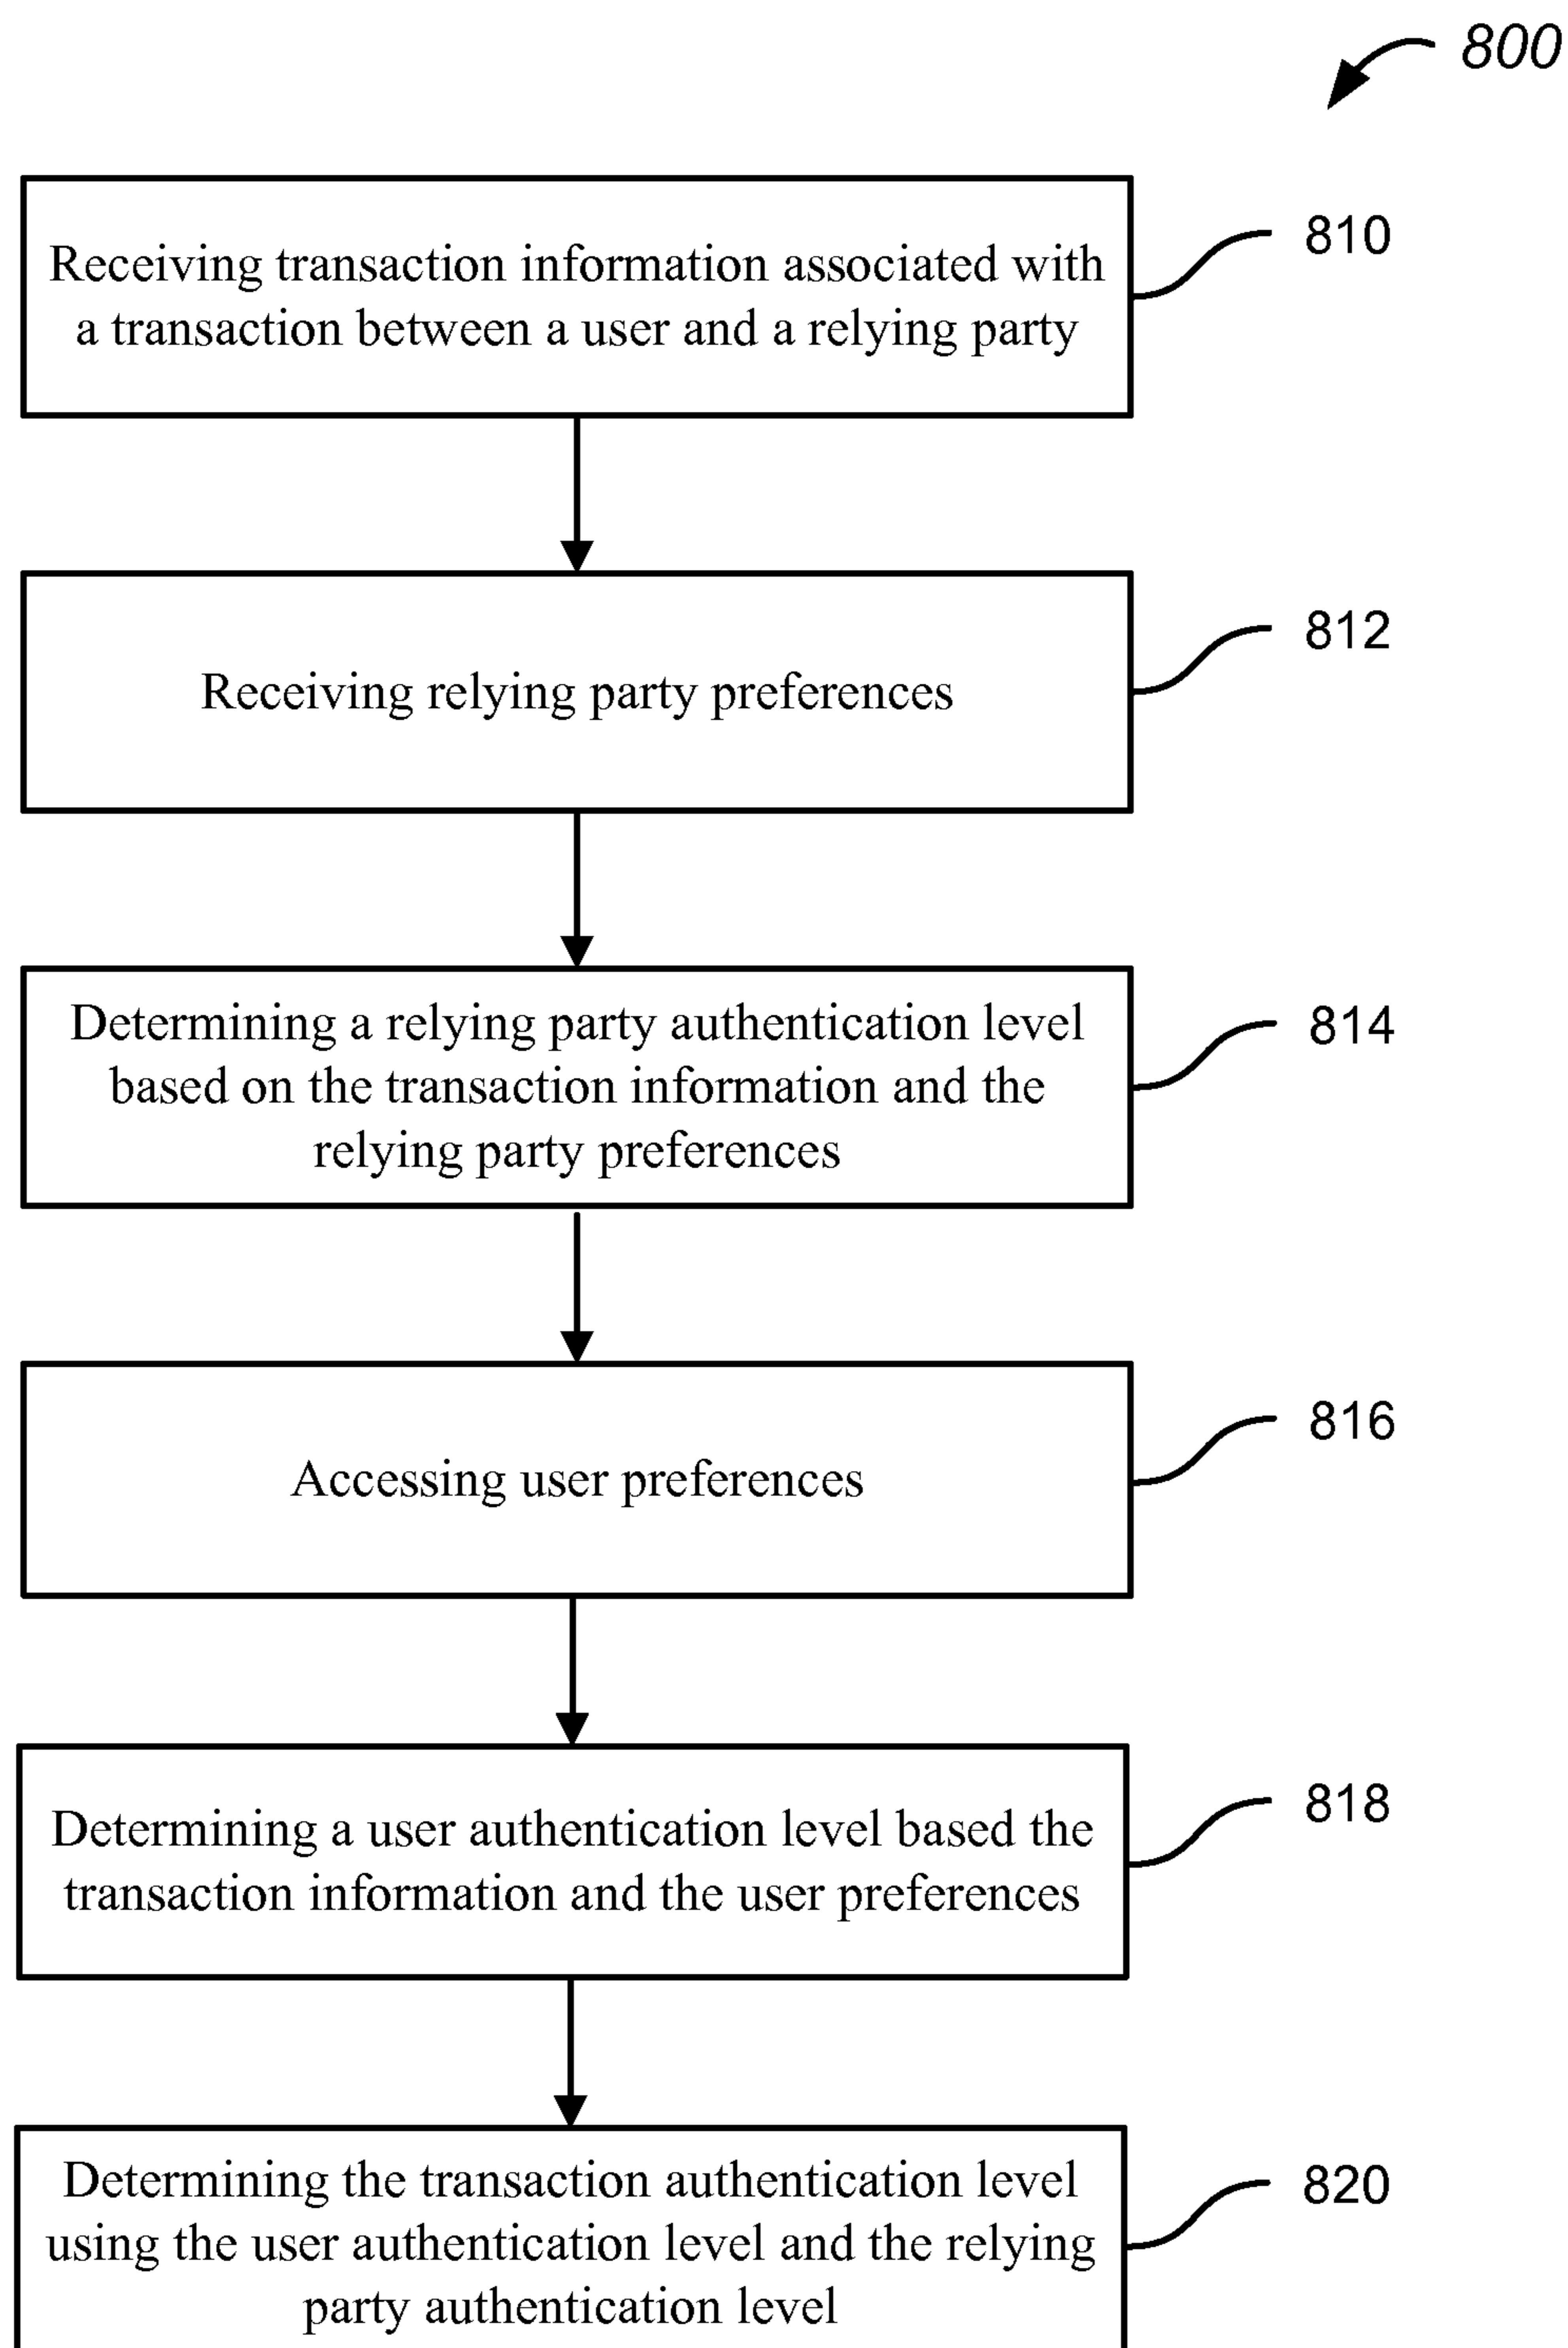 800
Receiving transaction information associated with
a transaction between a user and a relying party
810
Receiving relying party preferences
812
Determining a relying party authentication level
based on the transaction information and the
relying party preferences
814
Accessing user preferences
816
Determining a user authentication level based the
transaction information and the user preferences
818
Determining the transaction authentication level
using the user authentication level and the relying
party authentication level
820